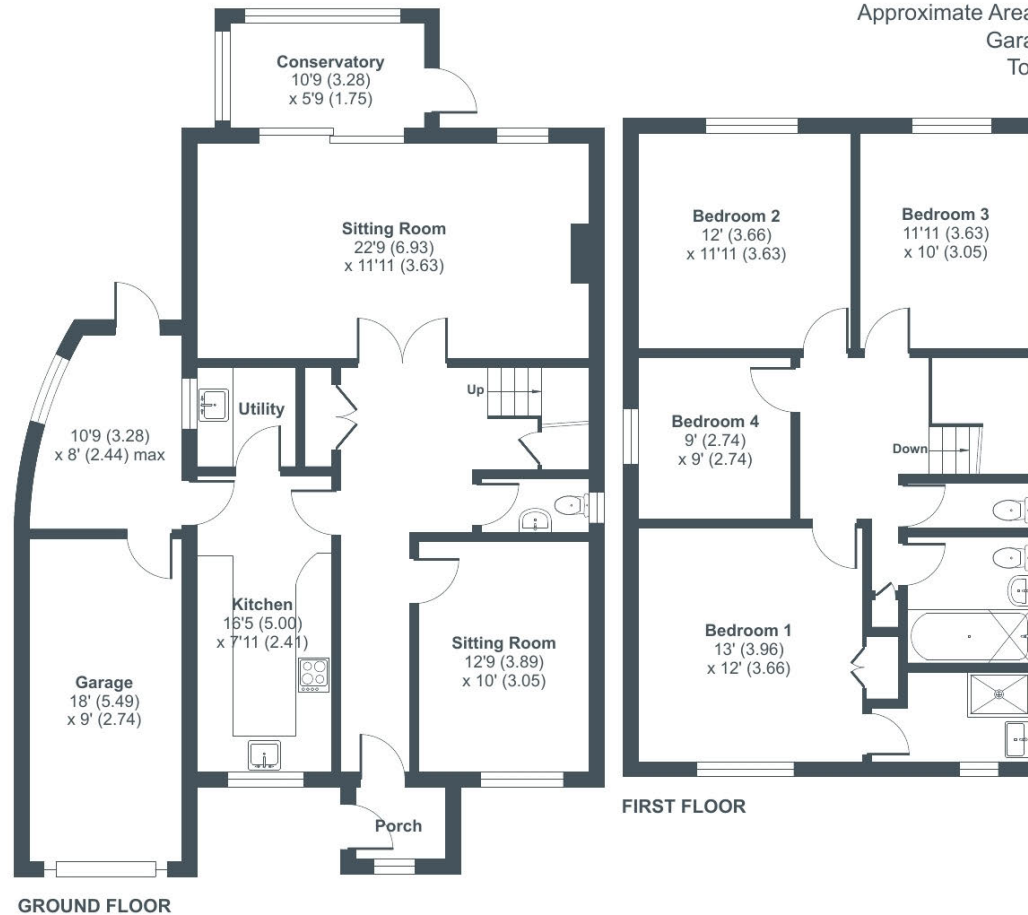 Approximate Area
Gara
To
Conservatory
10'9 (3.28)
x 5'9 (1.75)
Sitting Room
22'9 (6.93)
x 11'11 (3.63)
Bedroom 2
12' (3.66)
x 11'11 (3.63)
Bedroom 3
11'11 (3.63)
x 10' (3.05)
Up
Utility
10'9 (3.28)
x 8' (2.44) max
Bedroom 4
9' (2.74)
x 9' (2.74)
Down
Kitchen
16'5 (5.00)
x 7'11 (2.41)
Sitting Room
12'9 (3.89)
x 10' (3.05)
Bedroom 1
13' (3.96)
x 12' (3.66)
Garage
18' (5.49)
x 9' (2.74)
Porch
FIRST FLOOR
GROUND FLOOR